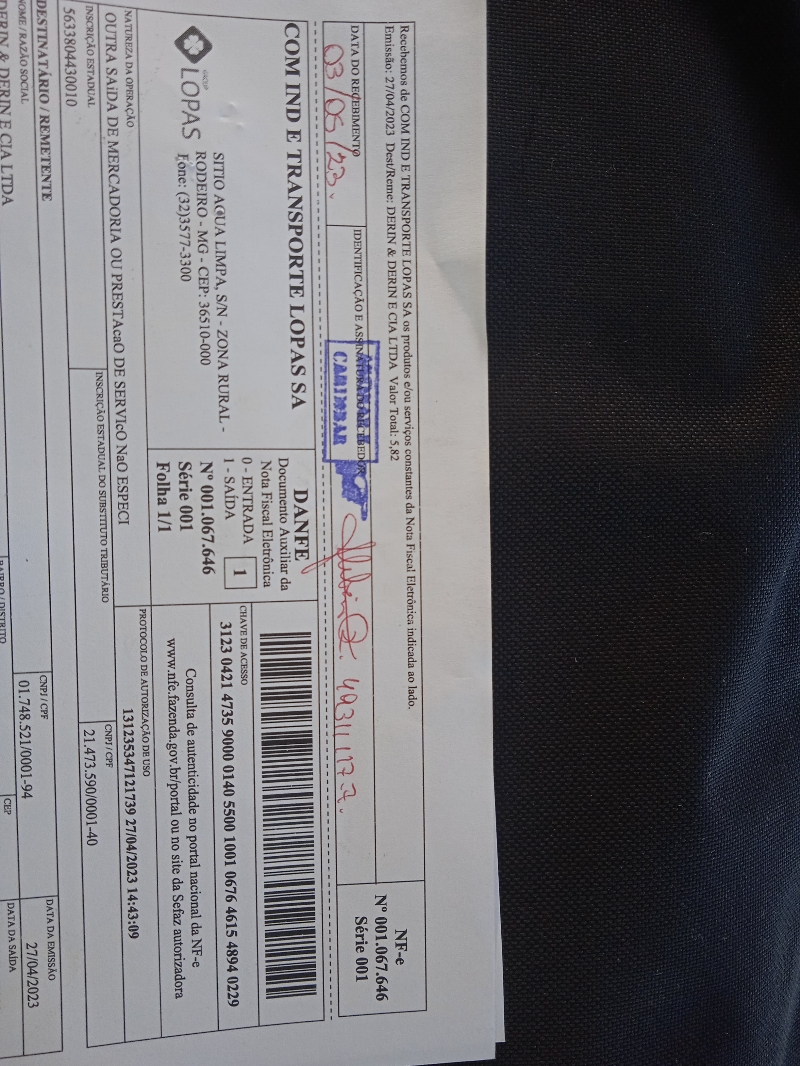 Recebemos de COM IND E TRANSPORTE LOPAS SA os produtos e/ou serviços constantes da Nota Fiscal Eletrônica indicada ao lado.
Emissão: 27/04/2023 Dest/Reme: DERIN & DERIN E CIA LTDA Valor Total: 5,82
DATA DO RECEBIMENTO
03/05/23.
IDENTIFICAÇÃO E
CARIMBAR
NF-e
Nº 001.067.646
Série 001
COM IND E TRANSPORTE LOPAS SA
LOPAS
SITIO AGUA LIMPA, S/N - ZONA RURAL -
RODEIRO - MG - CEP: 36510-000
Fone: (32)3577-3300
DANFE
Documento Auxiliar da
Nota Fiscal Eletrônica
0 - ENTRADA
1 - SAÍDA
1
Nº 001.067.646
Série 001
Folha 1/1
CHAVE DE ACESSO
3123 0421 4735 9000 0140 5500 1001 0676 4615 4894 0229
Consulta de autenticidade no portal nacional da NF-e
www.nfe.fazenda.gov.br/portal ou no site da Sefaz autorizadora
NATUREZA DA OPERAÇÃO
OUTRA SAíDA DE MERCADORIA OU PRESTAcaO DE SERVIcO NaO ESPECI
PROTOCOLO DE AUTORIZAÇÃO DE USO
131235347121739 27/04/2023 14:43:09
INSCRIÇÃO ESTADUAL
5633804430010
INSCRIÇÃO ESTADUAL DO SUBSTITUTO TRIBUTÁRIO
CNPJ / CPF
21.473.590/0001-40
DESTINATÁRIO / REMETENTE
NOME / RAZÃO SOCIAL
DERIN & DERIN E CIA LTDA
CNPJ / CPF
01.748.521/0001-94
DATA DA EMISSÃO
27/04/2023
BAIRRO / DISTRITO
CEP
DATA DA SAÍDA